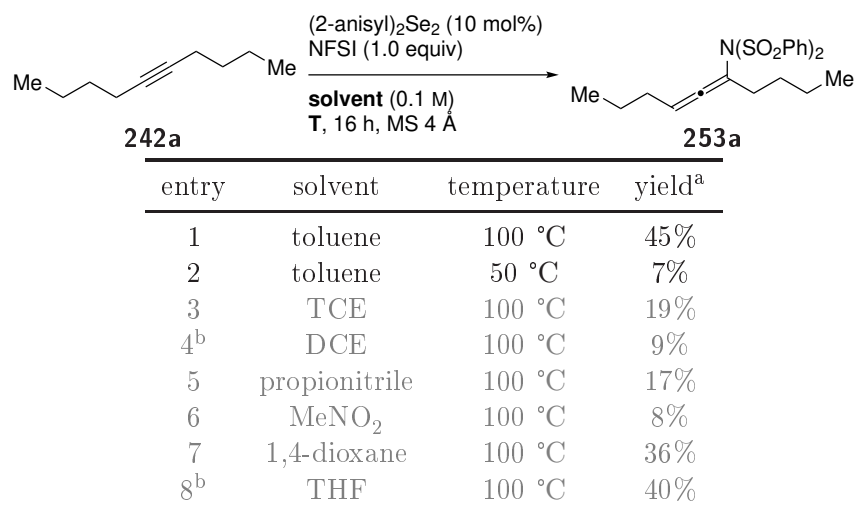 (2-anisyl)₂Se₂ (10 mol%)
NFSI (1.0 equiv)
solvent (0.1 M)
T, 16 h, MS 4 Å
Me
Me
242a
N(SO₂Ph)₂
Me
Me
253a
entry solvent temperature yieldᵃ
1 toluene 100 °C 45%
2 toluene 50 °C 7%
3 TCE 100 °C 19%
4ᵇ DCE 100 °C 9%
5 propionitrile 100 °C 17%
6 MeNO₂ 100 °C 8%
7 1,4-dioxane 100 °C 36%
8ᵇ THF 100 °C 40%